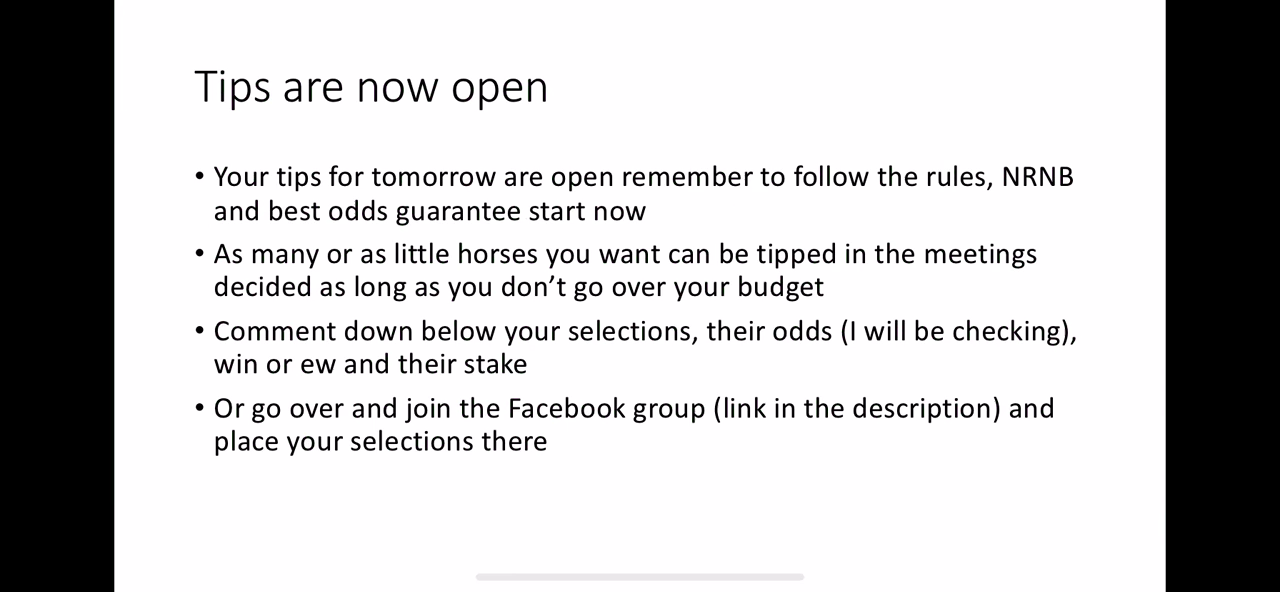 Tips are now open
• Your tips for tomorrow are open remember to follow the rules, NRNB
and best odds guarantee start now
• As many or as little horses you want can be tipped in the meetings
decided as long as you don’t go over your budget
• Comment down below your selections, their odds (I will be checking),
win or ew and their stake
• Or go over and join the Facebook group (link in the description) and
place your selections there